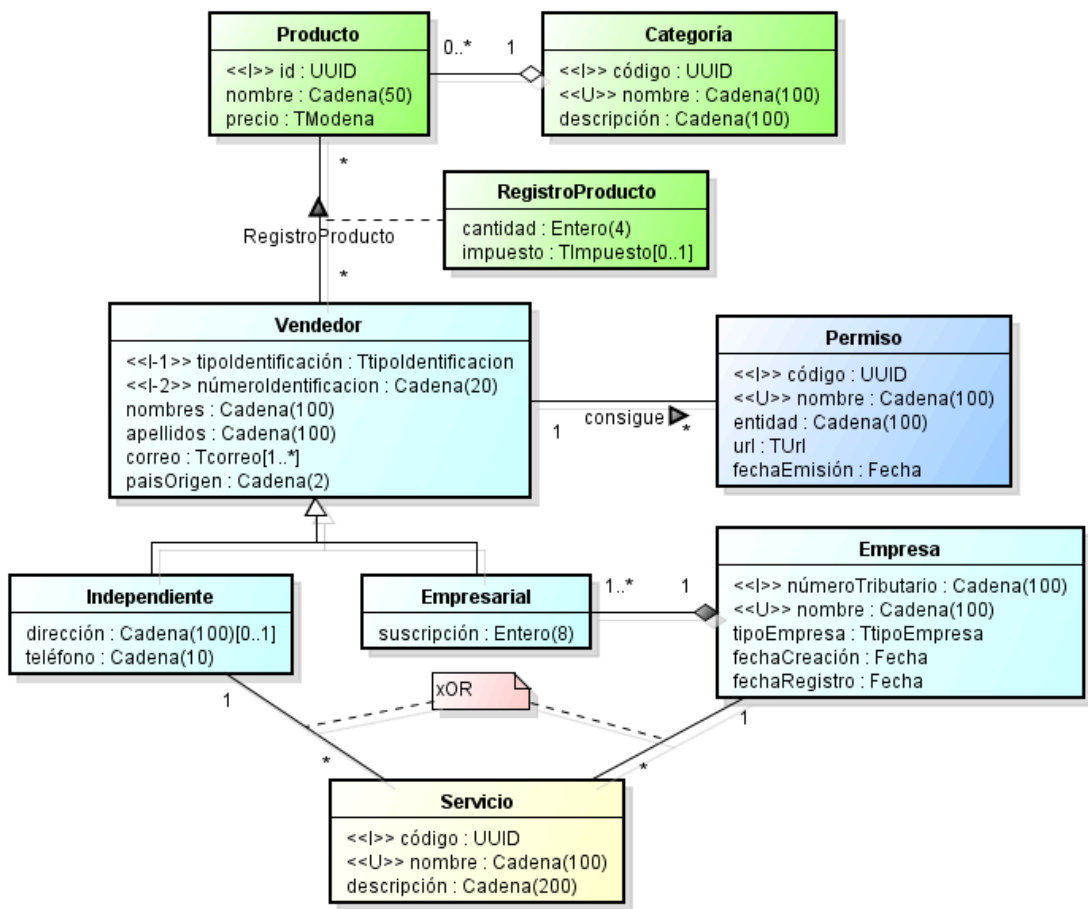 Producto
<<I>> id : UUID
nombre : Cadena(50)
precio : TModena
0..*
1
Categoría
<<I>> código : UUID
<<U>> nombre : Cadena(100)
descripción : Cadena(100)
*
RegistroProducto
*
RegistroProducto
cantidad : Entero(4)
impuesto : TImpuesto[0..1]
Vendedor
<<I-1>> tipoIdentificación : TtipoIdentificacion
<<I-2>> númeroIdentificacion : Cadena(20)
nombres : Cadena(100)
apellidos : Cadena(100)
correo : Tcorreo[1..*]
paisOrigen : Cadena(2)
1
consigue
*
Permiso
<<I>> código : UUID
<<U>> nombre : Cadena(100)
entidad : Cadena(100)
url : TUrl
fechaEmisión : Fecha
Independiente
dirección : Cadena(100)[0..1]
teléfono : Cadena(10)
Empresarial
suscripción : Entero(8)
1..*
1
Empresa
<<I>> númeroTributario : Cadena(100)
<<U>> nombre : Cadena(100)
tipoEmpresa : TtipoEmpresa
fechaCreación : Fecha
fechaRegistro : Fecha
1
xOR
1
*
*
Servicio
<<I>> código : UUID
<<U>> nombre : Cadena(100)
descripción : Cadena(200)